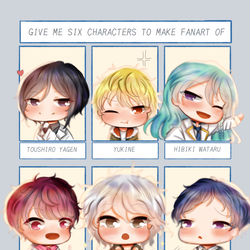 GIVE ME SIX CHARACTERS TO MAKE FANART OF
TOUSHIRO YAGEN
YUKINE
HIBIKI WATARU